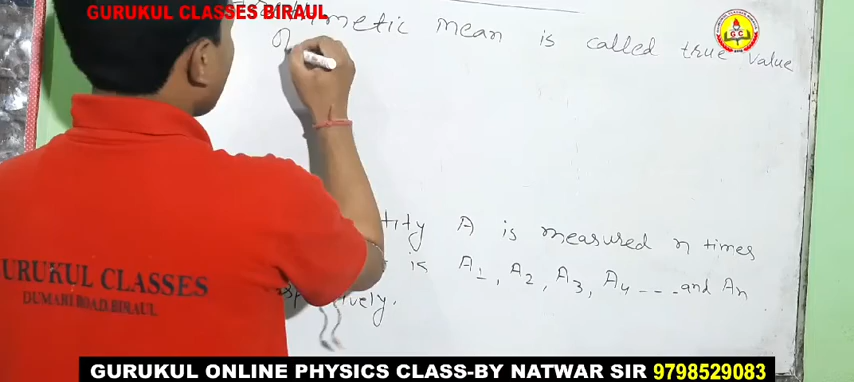 GURUKUL CLASSES BIRAUL
metic mean is called true value
tity A is measured n times
is A1, A2, A3, A4 --- and An
ively.
URUKUL CLASSES
DUMARI ROAD, BIRAUL
GURUKUL ONLINE PHYSICS CLASS-BY NATWAR SIR 9798529083